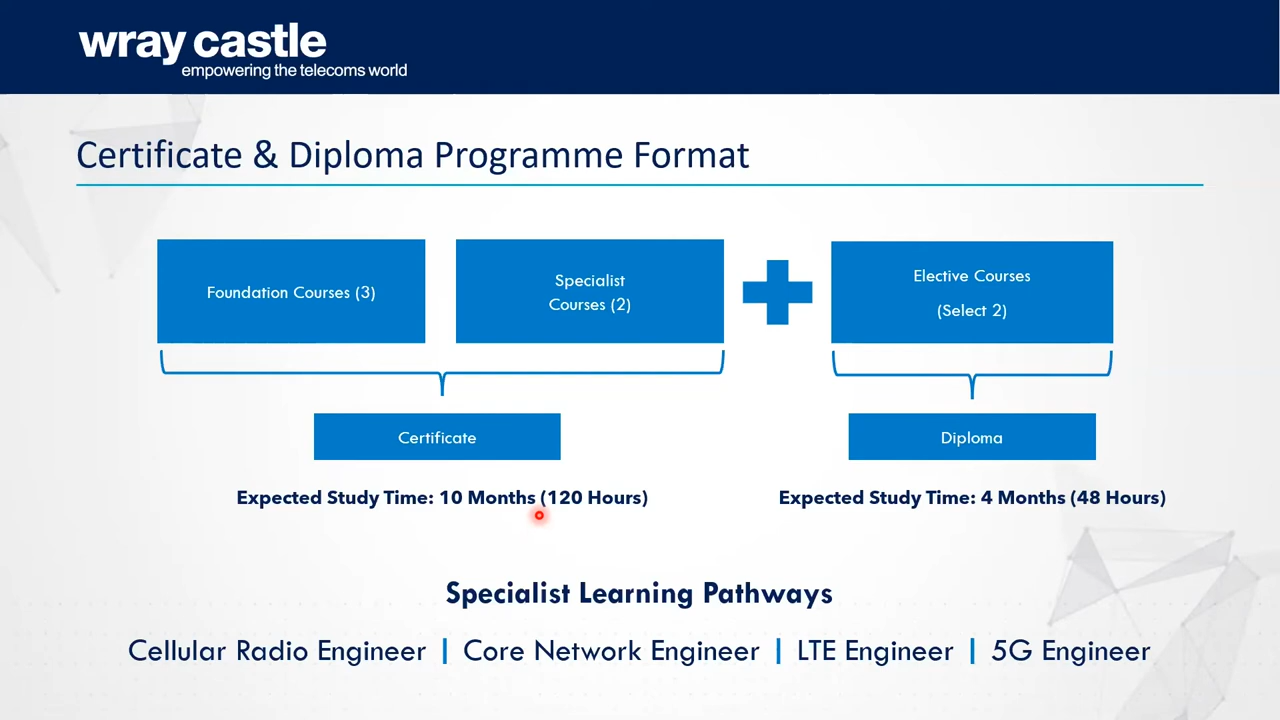 wray castle
empowering the telecoms world
Certificate & Diploma Programme Format
Foundation Courses (3)
Specialist
Courses (2)
Elective Courses
(Select 2)
Certificate
Diploma
Expected Study Time: 10 Months (120 Hours)
Expected Study Time: 4 Months (48 Hours)
Specialist Learning Pathways
Cellular Radio Engineer | Core Network Engineer | LTE Engineer | 5G Engineer